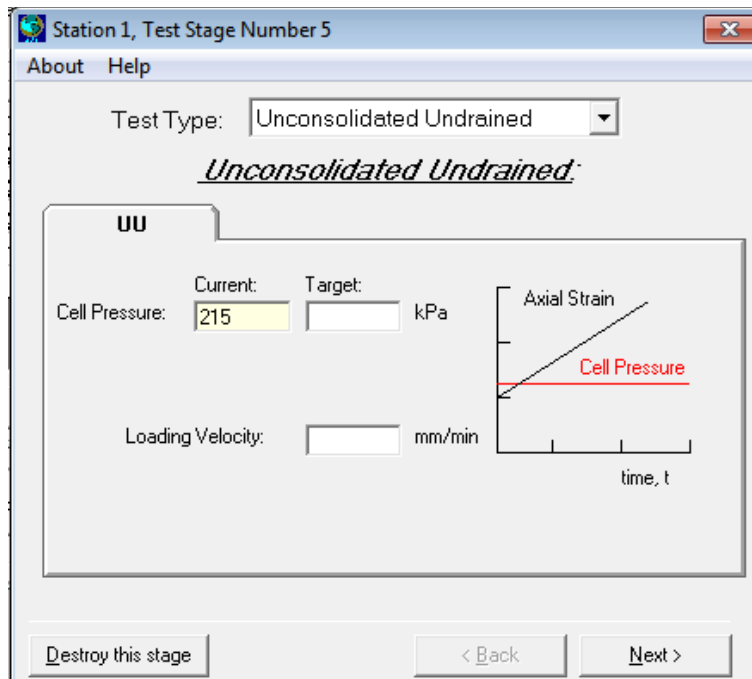 Station 1, Test Stage Number 5
About Help
Test Type: Unconsolidated Undrained
Unconsolidated Undrained:
UU
Current: Target:
Cell Pressure: 215 kPa
Axial Strain
Cell Pressure
Loading Velocity: mm/min
time, t
Destroy this stage < Back Next >